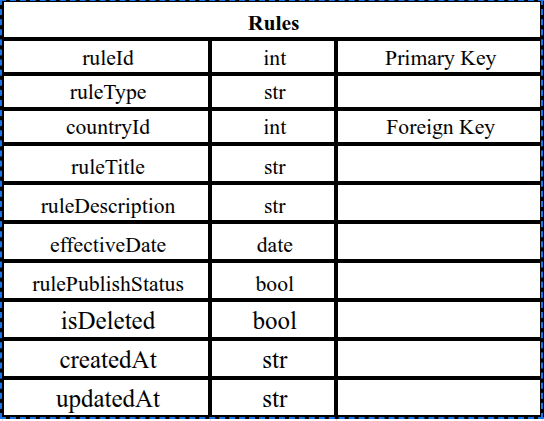 Rules
ruleId int Primary Key
ruleType str
countryId int Foreign Key
ruleTitle str
ruleDescription str
effectiveDate date
rulePublishStatus bool
isDeleted bool
createdAt str
updatedAt str